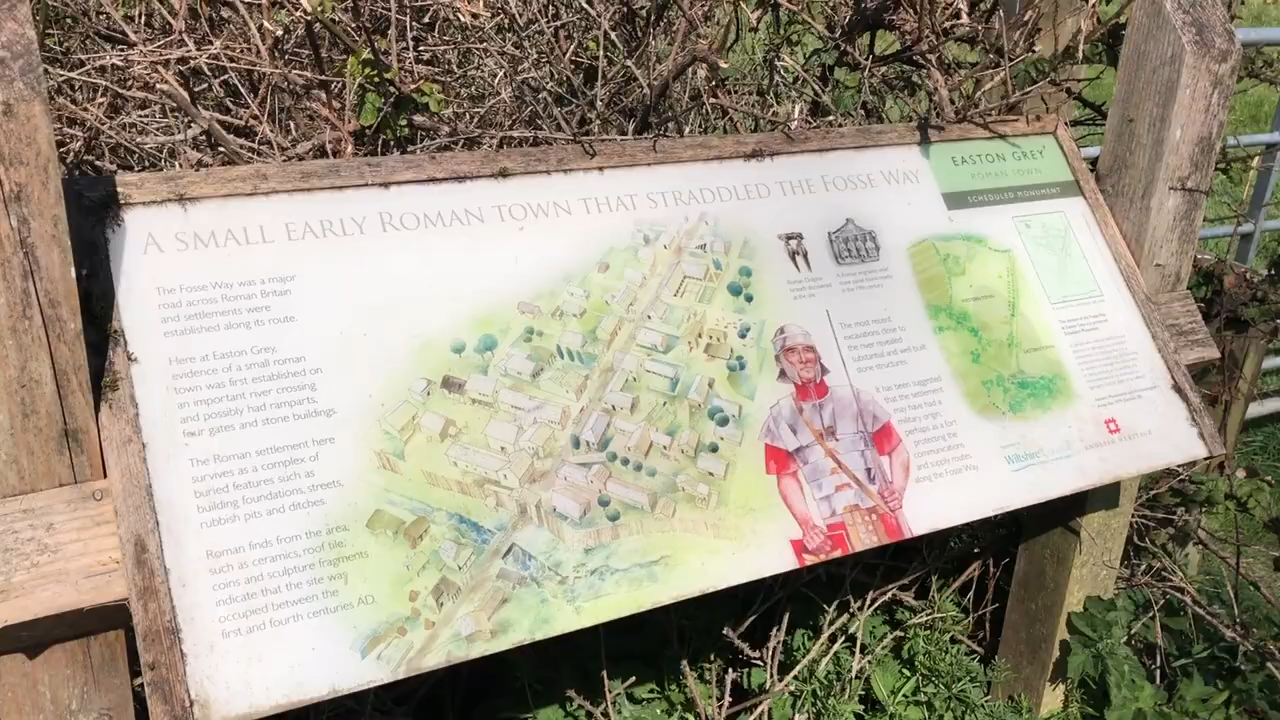 A SMALL EARLY ROMAN TOWN THAT STRADDLED THE FOSSE WAY
The Fosse Way was a major
road across Roman Britain
and settlements were
established along its route.
Here at Easton Grey,
evidence of a small roman
town was first established on
an important river crossing
and possibly had ramparts,
four gates and stone buildings.
The Roman settlement here
survives as a complex of
buried features such as
building foundations, streets,
rubbish pits and ditches.
Roman finds from the area,
such as ceramics, roof tile,
coins and sculpture fragments
indicate that the site was
occupied between the
first and fourth centuries AD.
The most recent
excavations close to
the river revealed
substantial and well built
stone structures.
It has been suggested
that the settlement
may have had a
military origin,
perhaps as a fort
protecting the
communications
and supply routes
along the Fosse Way.
EASTON GREY
ROMAN TOWN
SCHEDULED MONUMENT
Wiltshire
ENGLISH HERITAGE